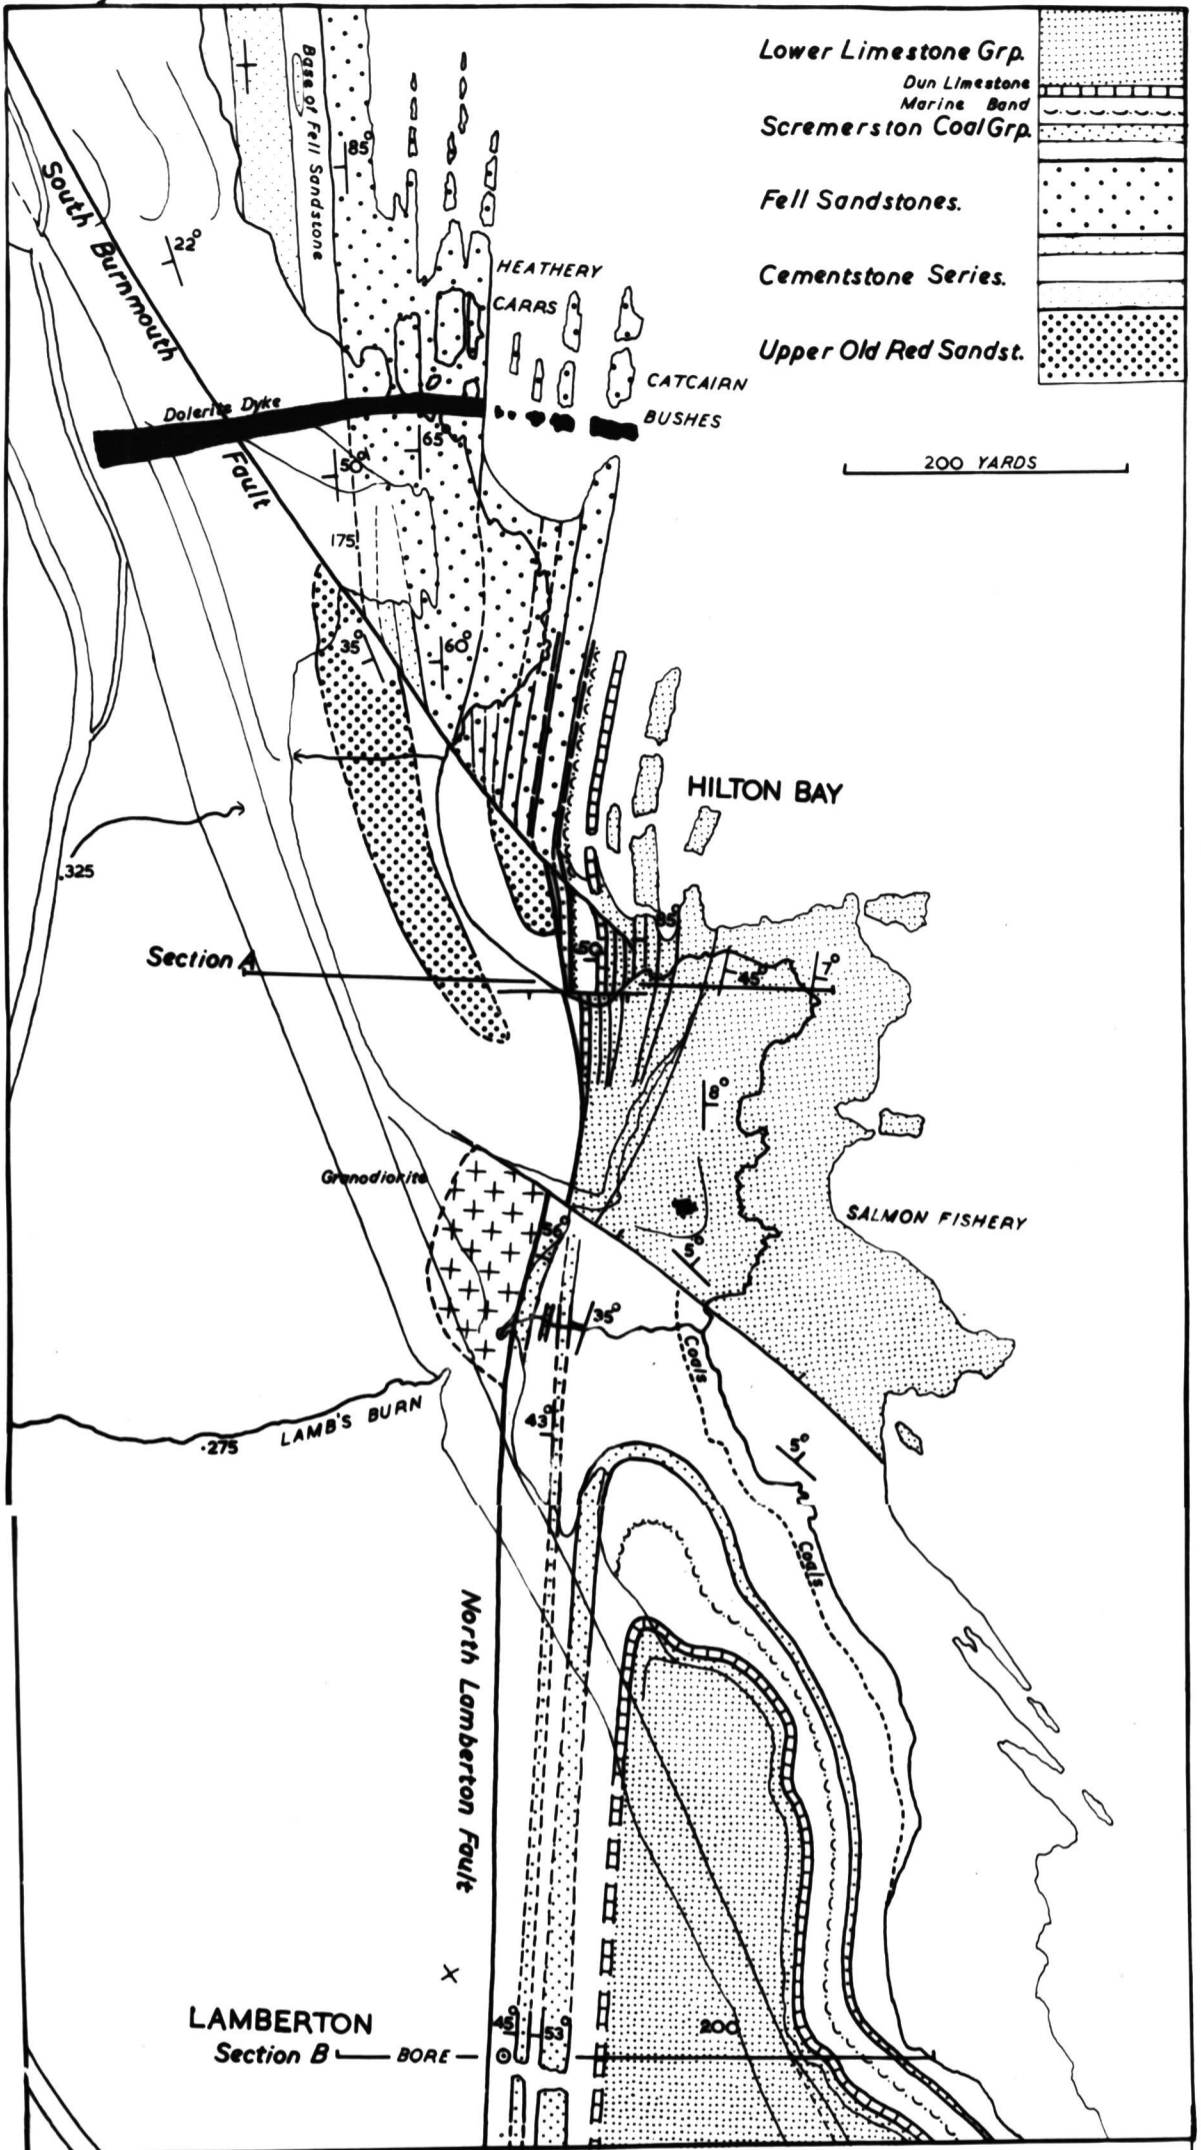 Lower Limestone Grp.
Dun Limestone
Marine Band
Scremerston Coal Grp.
Fell Sandstones.
Cementstone Series.
Upper Old Red Sandst.
200 YARDS
Base of Fell Sandstone
85°
South Burnmouth
Fault
22°
HEATHERY
CARRS
CATCAIRN
BUSHES
Dolerite Dyke
65
50°
175
35°
60°
HILTON BAY
.325
Section A
85°
50
45°
7°
8°
Granodiorite
56°
SALMON FISHERY
5°
35°
Coals
LAMB'S BURN
.275
43°
5°
Coals
North Lamberton Fault
x
LAMBERTON
Section B
BORE
45°
53°
200